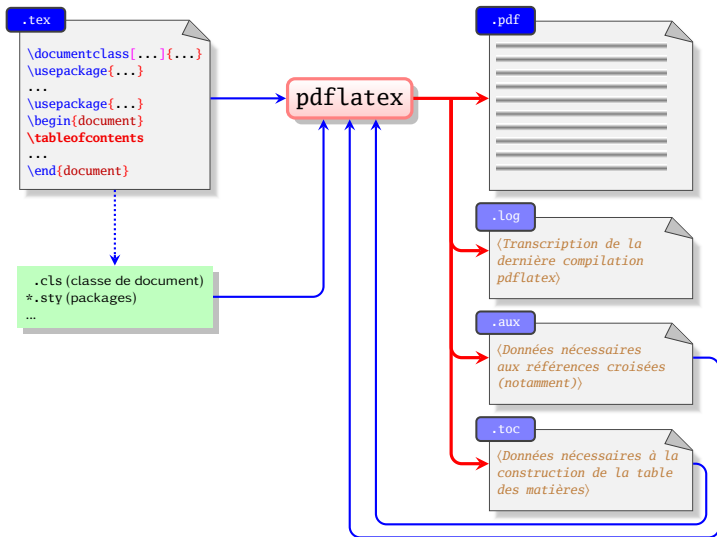 .tex
\documentclass[...]{...}
\usepackage{...}
...
\usepackage{...}
\begin{document}
\tableofcontents
...
\end{document}
.cls (classe de document)
*.sty (packages)
...
pdflatex
.pdf
.log
⟨Transcription de la
dernière compilation
pdflatex⟩
.aux
⟨Données nécessaires
aux références croisées
(notamment)⟩
.toc
⟨Données nécessaires à la
construction de la table
des matières⟩